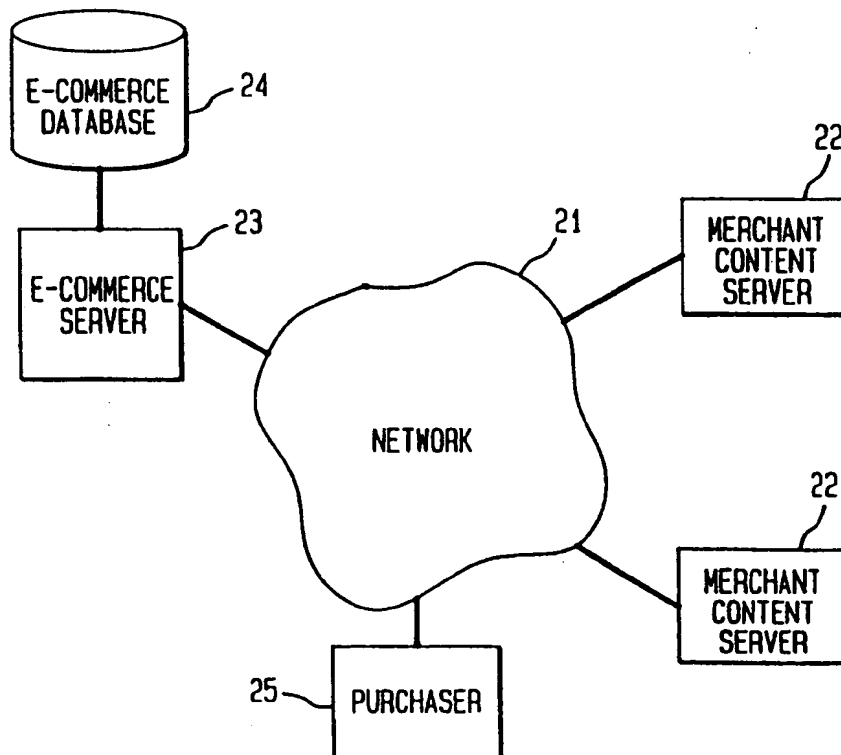 E-COMMERCE
DATABASE
24
23
E-COMMERCE
SERVER
21
22
MERCHANT
CONTENT
SERVER
NETWORK
22
MERCHANT
CONTENT
SERVER
25
PURCHASER